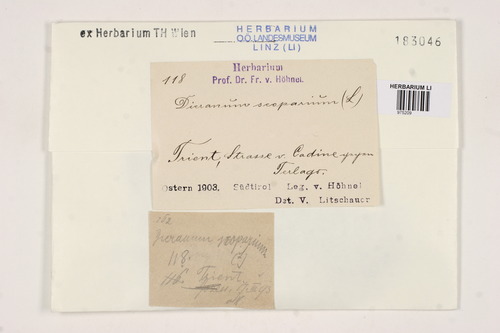 ex Herbarium TH Wien
HERBARIUM
O.Ö. LANDESMUSEUM
LINZ (LI)
183046
HERBARIUM LI
Herbarium
Prof. Dr. Fr. v. Höhnel
118
Dicranum scoparium (L)
Trient, Strasse v. Cadine gegen
Terlago.
Ostern 1903. Südtirol Leg. v. Höhnel
Det. V. Litschauer
Dicranum scoparium
118 (L)
Trient